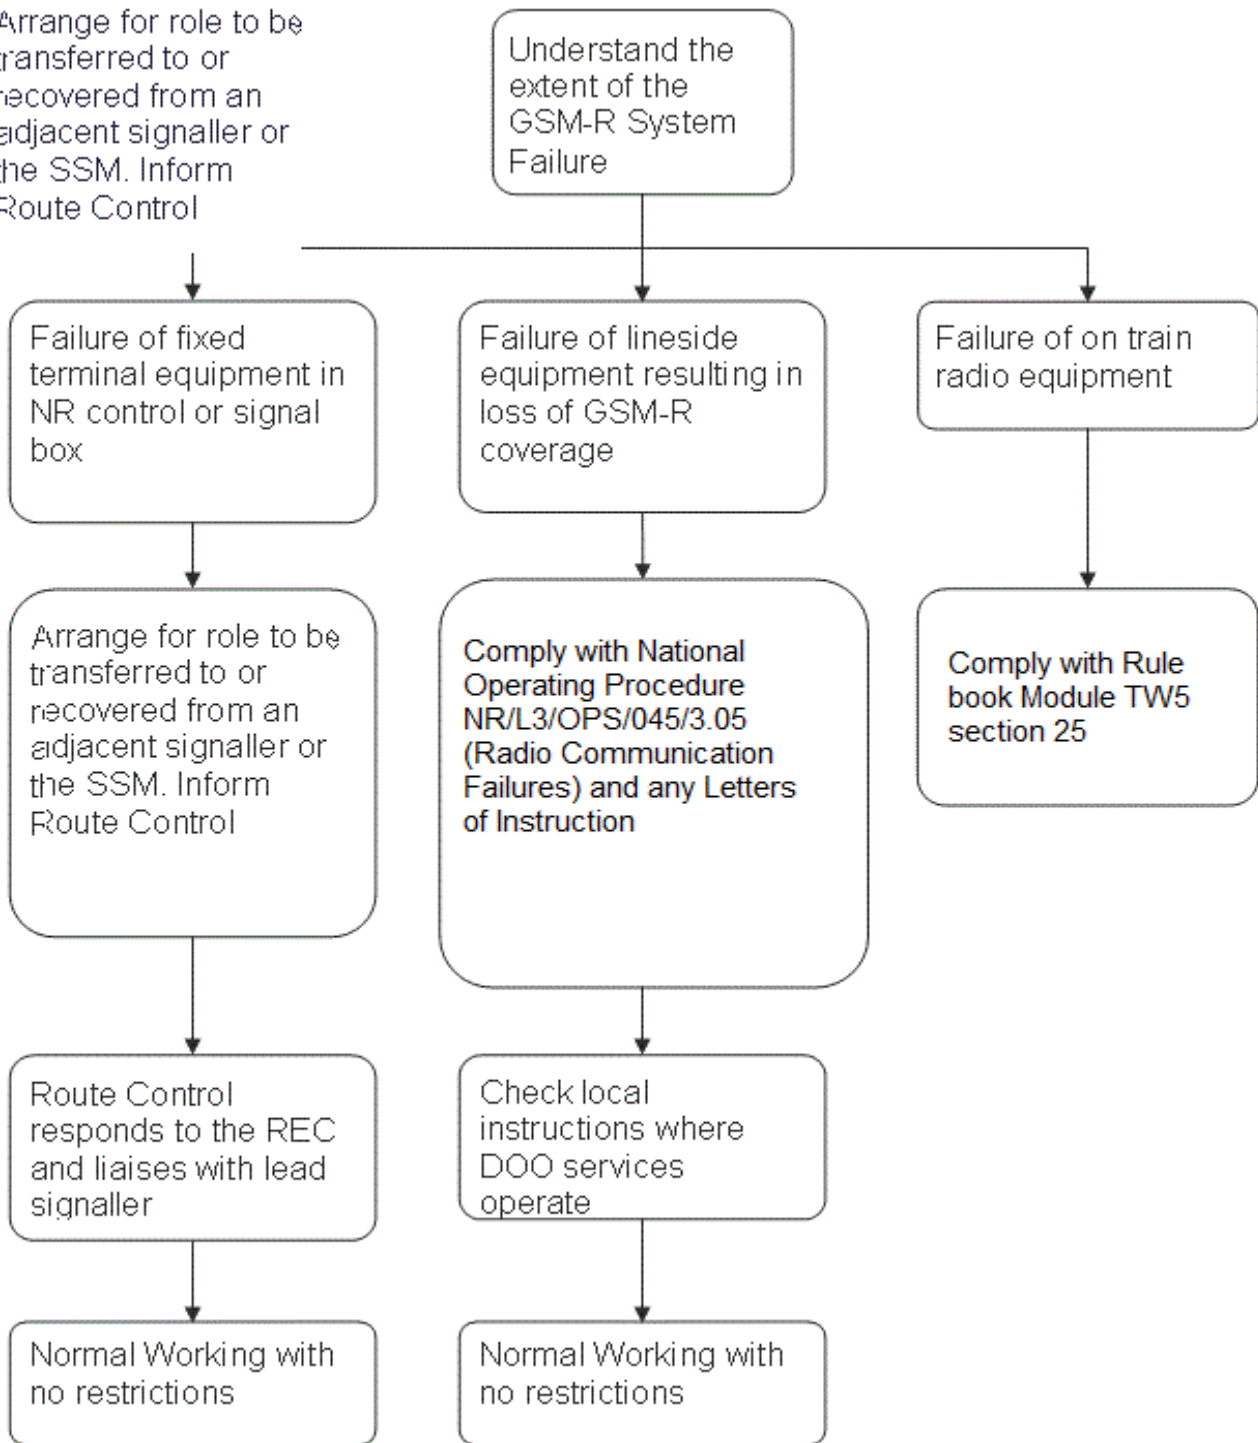 Arrange for role to be
transferred to or
recovered from an
adjacent signaller or
the SSM. Inform
Route Control
Understand the
extent of the
GSM-R System
Failure
Failure of fixed
terminal equipment in
NR control or signal
box
Failure of lineside
equipment resulting in
loss of GSM-R
coverage
Failure of on train
radio equipment
Arrange for role to be
transferred to or
recovered from an
adjacent signaller or
the SSM. Inform
Route Control
Comply with National
Operating Procedure
NR/L3/OPS/045/3.05
(Radio Communication
Failures) and any Letters
of Instruction
Comply with Rule
book Module TW5
section 25
Route Control
responds to the REC
and liaises with lead
signaller
Check local
instructions where
DOO services
operate
Normal Working with
no restrictions
Normal Working with
no restrictions